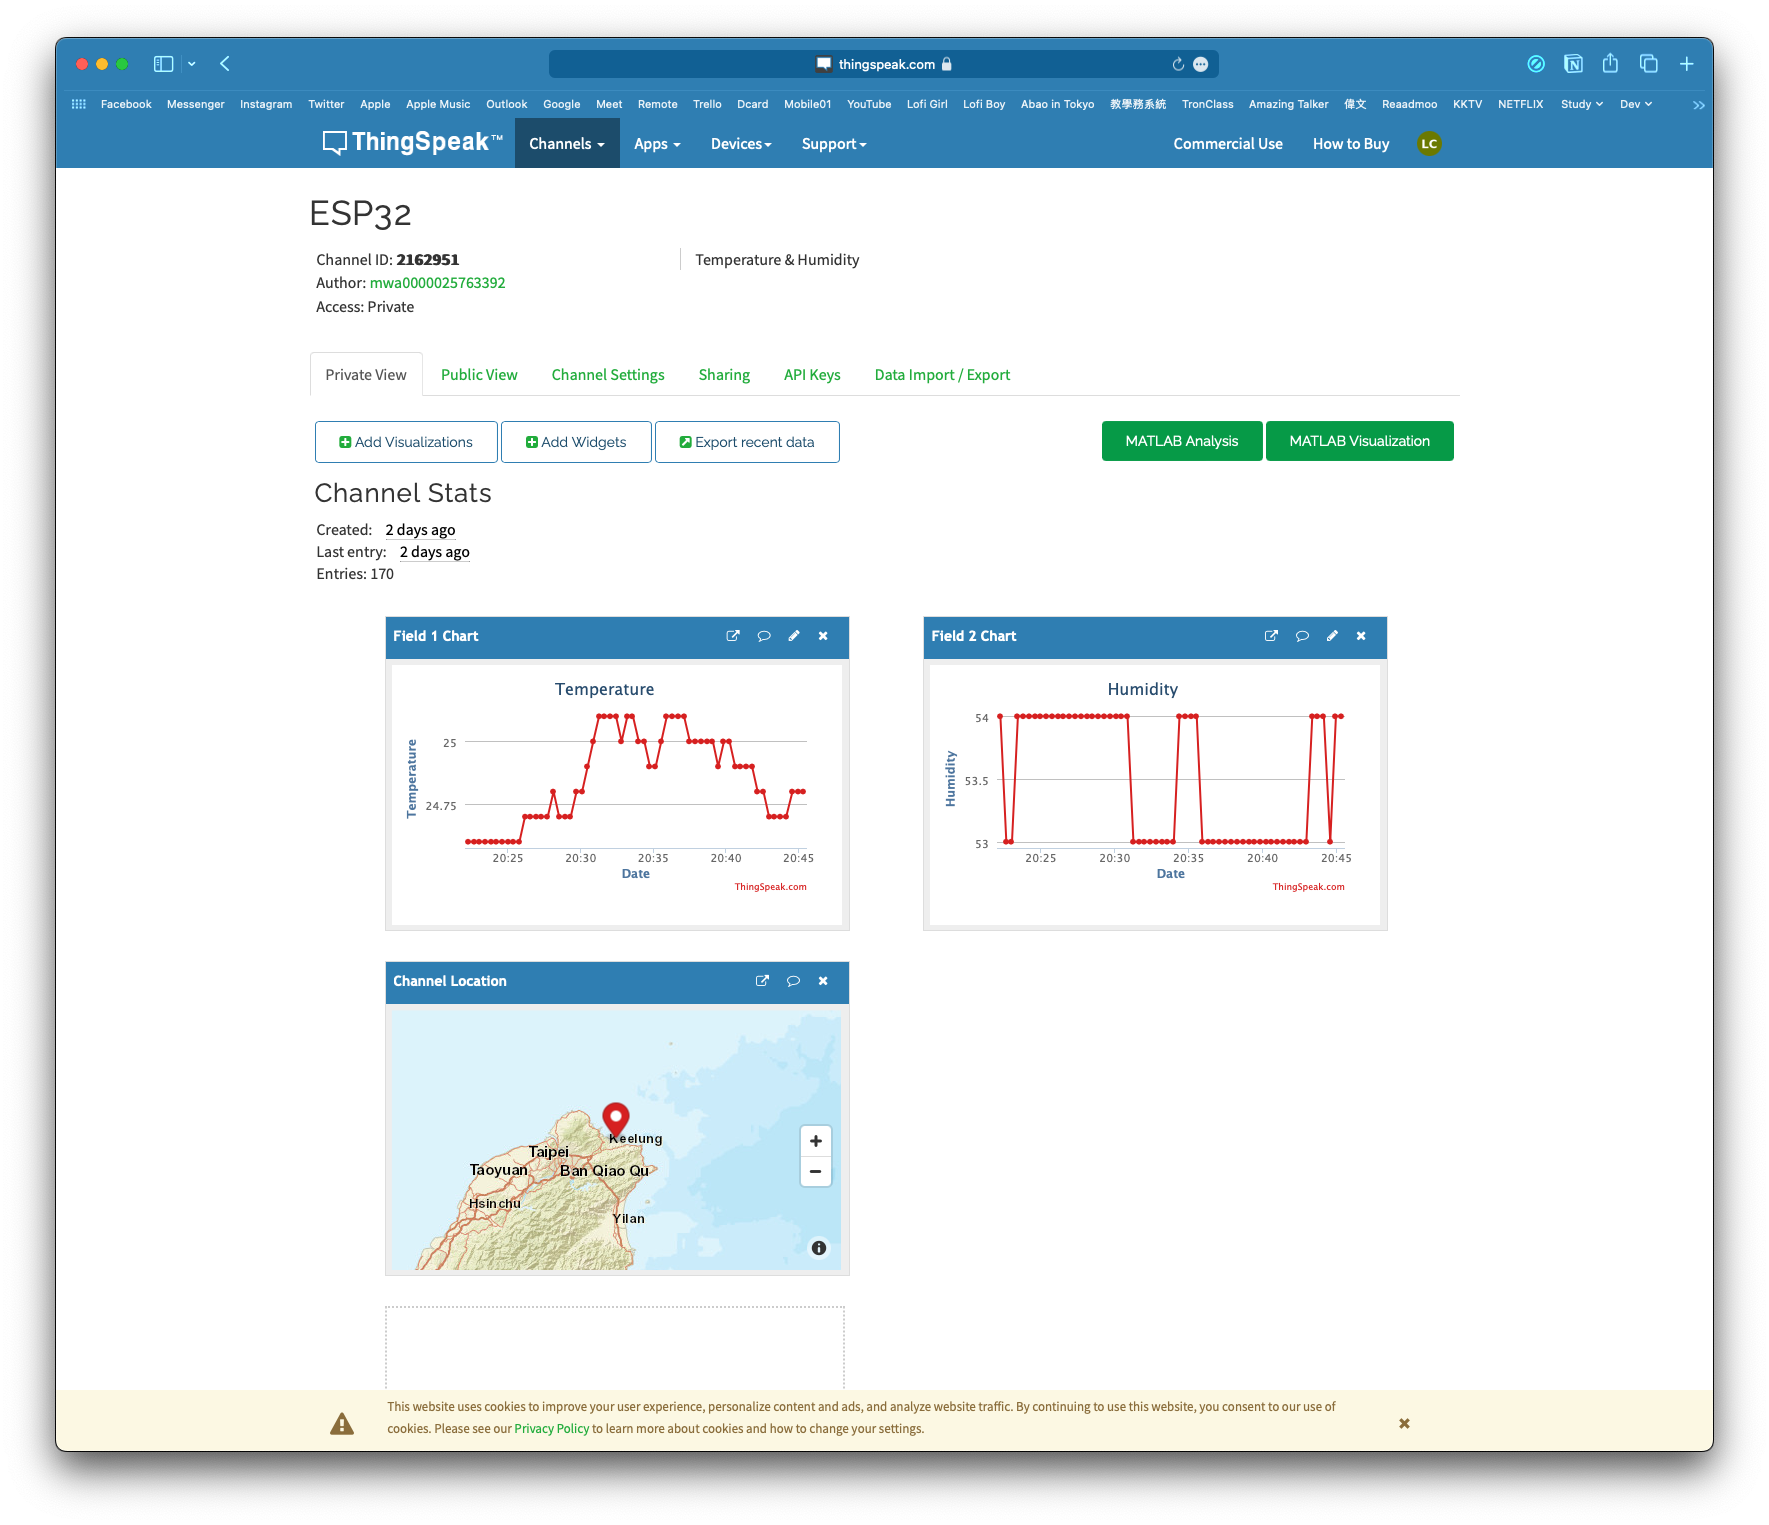 thingspeak.com
Facebook Messenger Instagram Twitter Apple Apple Music Outlook Google Meet Remote Trello Dcard Mobile01 YouTube Lofi Girl Lofi Boy Abao in Tokyo 教學務系統 TronClass Amazing Talker 偉文 Reaadmoo KKTV NETFLIX Study Dev
ThingSpeak™ Channels Apps Devices Support Commercial Use How to Buy LC
ESP32
Channel ID: 2162951 Temperature & Humidity
Author: mwa0000025763392
Access: Private
Private View Public View Channel Settings Sharing API Keys Data Import / Export
Add Visualizations Add Widgets Export recent data MATLAB Analysis MATLAB Visualization
Channel Stats
Created: 2 days ago
Last entry: 2 days ago
Entries: 170
Field 1 Chart
Temperature
Temperature
25
24.75
20:25 20:30 20:35 20:40 20:45
Date
ThingSpeak.com
Field 2 Chart
Humidity
Humidity
54
53.5
53
20:25 20:30 20:35 20:40 20:45
Date
ThingSpeak.com
Channel Location
Keelung
Taipei
Taoyuan Ban Qiao Qu
Hsinchu
Yilan
This website uses cookies to improve your user experience, personalize content and ads, and analyze website traffic. By continuing to use this website, you consent to our use of
cookies. Please see our Privacy Policy to learn more about cookies and how to change your settings.